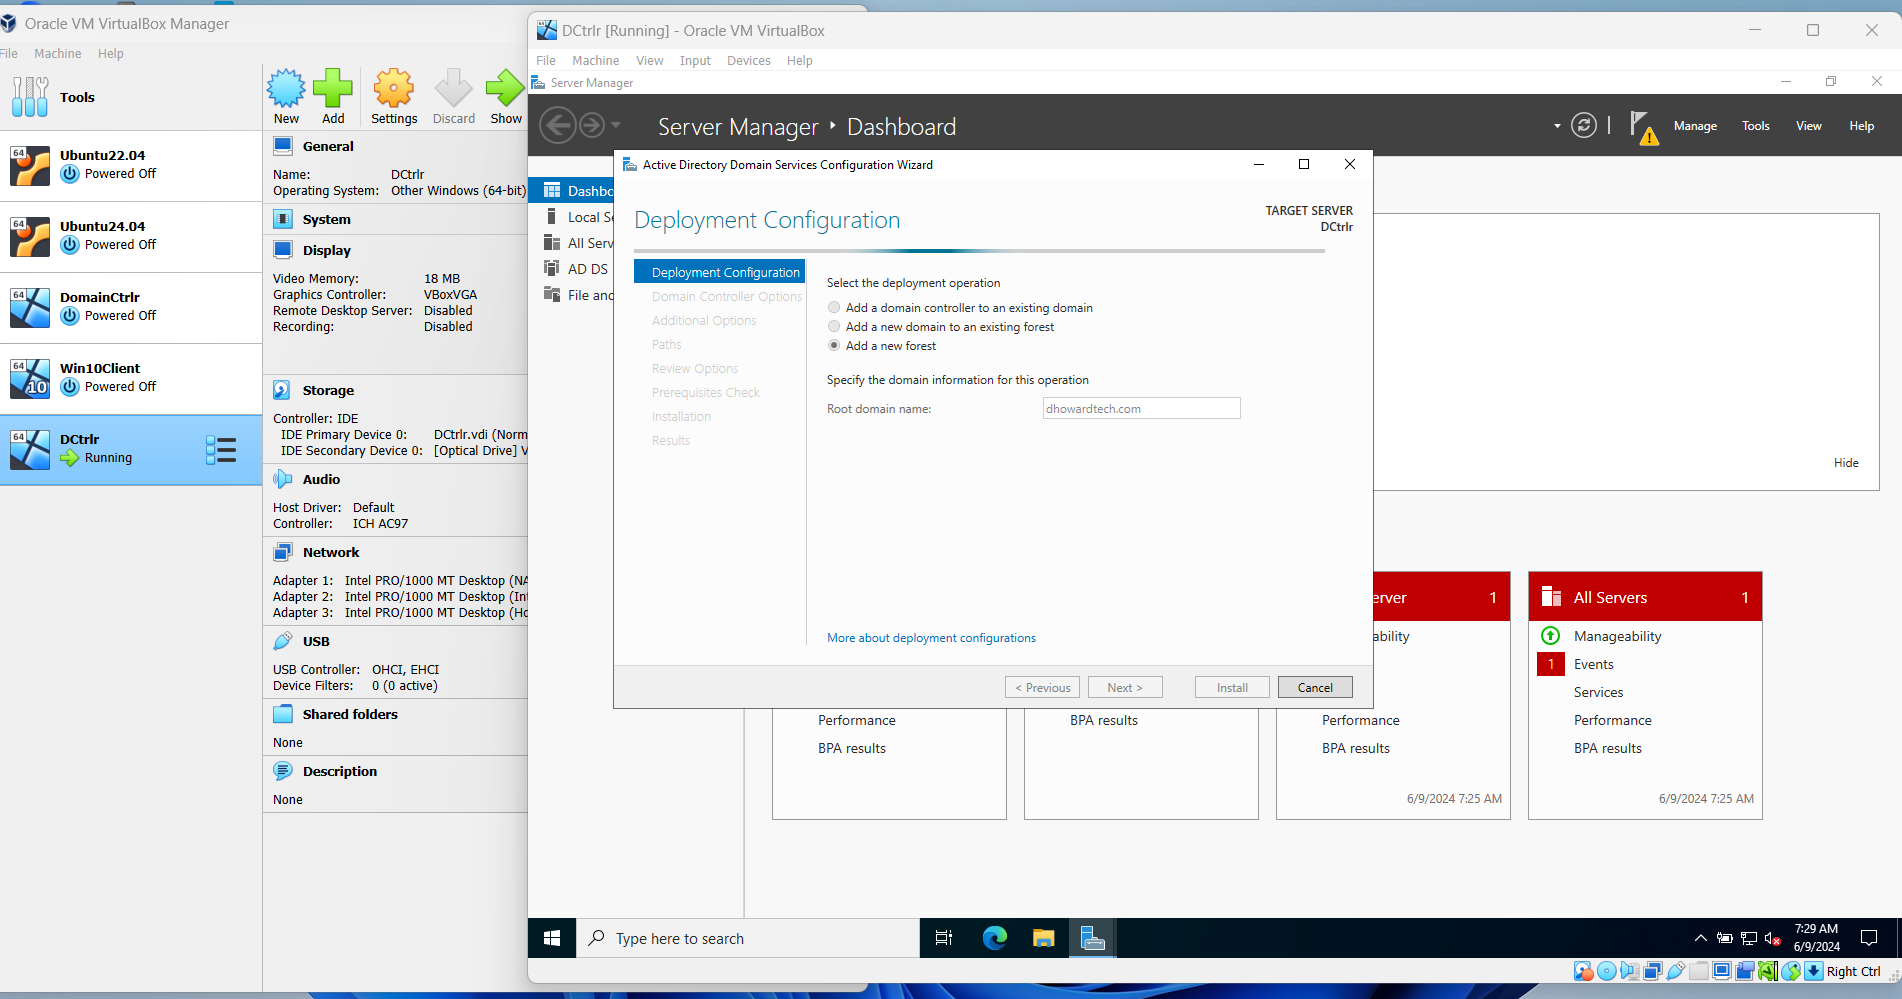 Oracle VM VirtualBox Manager
File Machine Help
Tools
New Add Settings Discard Show
64
Ubuntu22.04
Powered Off
64
Ubuntu24.04
Powered Off
64
DomainCtrlr
Powered Off
64
10
Win10Client
Powered Off
64
DCtrlr
Running
General
Name: DCtrlr
Operating System: Other Windows (64-bit)
System
Display
Video Memory: 18 MB
Graphics Controller: VBoxVGA
Remote Desktop Server: Disabled
Recording: Disabled
Storage
Controller: IDE
IDE Primary Device 0: DCtrlr.vdi (Norm
IDE Secondary Device 0: [Optical Drive] V
Audio
Host Driver: Default
Controller: ICH AC97
Network
Adapter 1: Intel PRO/1000 MT Desktop (NA
Adapter 2: Intel PRO/1000 MT Desktop (Int
Adapter 3: Intel PRO/1000 MT Desktop (Ho
USB
USB Controller: OHCI, EHCI
Device Filters: 0 (0 active)
Shared folders
None
Description
None
DCtrlr [Running] - Oracle VM VirtualBox
File Machine View Input Devices Help
Server Manager
Server Manager Dashboard
Manage Tools View Help
Dashbo
Local Se
All Serv
AD DS
File and
Active Directory Domain Services Configuration Wizard
Deployment Configuration
TARGET SERVER
DCtrlr
Deployment Configuration
Domain Controller Options
Additional Options
Paths
Review Options
Prerequisites Check
Installation
Results
Select the deployment operation
Add a domain controller to an existing domain
Add a new domain to an existing forest
Add a new forest
Specify the domain information for this operation
Root domain name: dhowardtech.com
More about deployment configurations
< Previous Next > Install Cancel
Hide
Performance
BPA results
BPA results
erver 1
ability
Performance
BPA results
6/9/2024 7:25 AM
All Servers 1
Manageability
1 Events
Services
Performance
BPA results
6/9/2024 7:25 AM
Type here to search
7:29 AM
6/9/2024
Right Ctrl